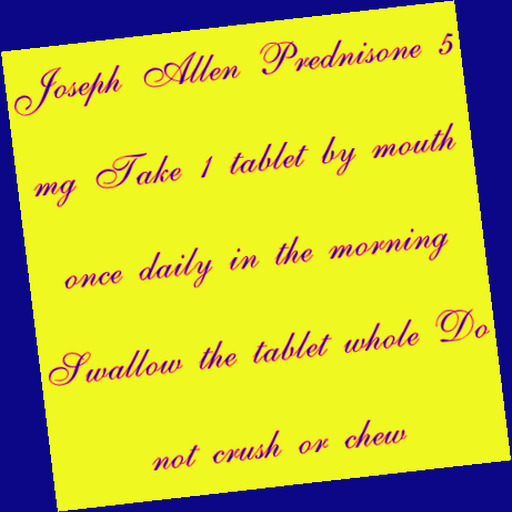 Joseph Allen Prednisone 5
mg Take 1 tablet by mouth
once daily in the morning
Swallow the tablet whole Do
not crush or chew